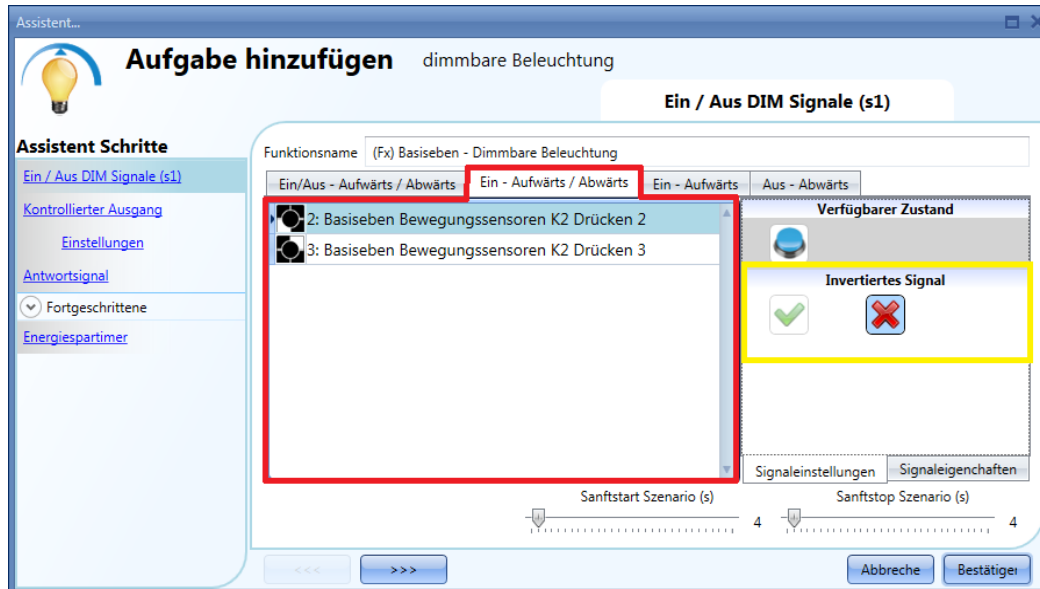 Assistent...
Aufgabe hinzufügen dimmbare Beleuchtung
Ein / Aus DIM Signale (s1)
Assistent Schritte
Ein / Aus DIM Signale (s1)
Kontrollierter Ausgang
Einstellungen
Antwortsignal
Fortgeschrittene
Energiespartimer
Funktionsname (Fx) Basiseben - Dimmbare Beleuchtung
Ein/Aus - Aufwärts / Abwärts Ein - Aufwärts / Abwärts Ein - Aufwärts Aus - Abwärts
2: Basiseben Bewegungssensoren K2 Drücken 2
3: Basiseben Bewegungssensoren K2 Drücken 3
Verfügbarer Zustand
Invertiertes Signal
Signaleinstellungen Signaleigenchaften
Sanftstart Szenario (s) Sanftstop Szenario (s)
4 4
<<< >>> Abbreche Bestätiger